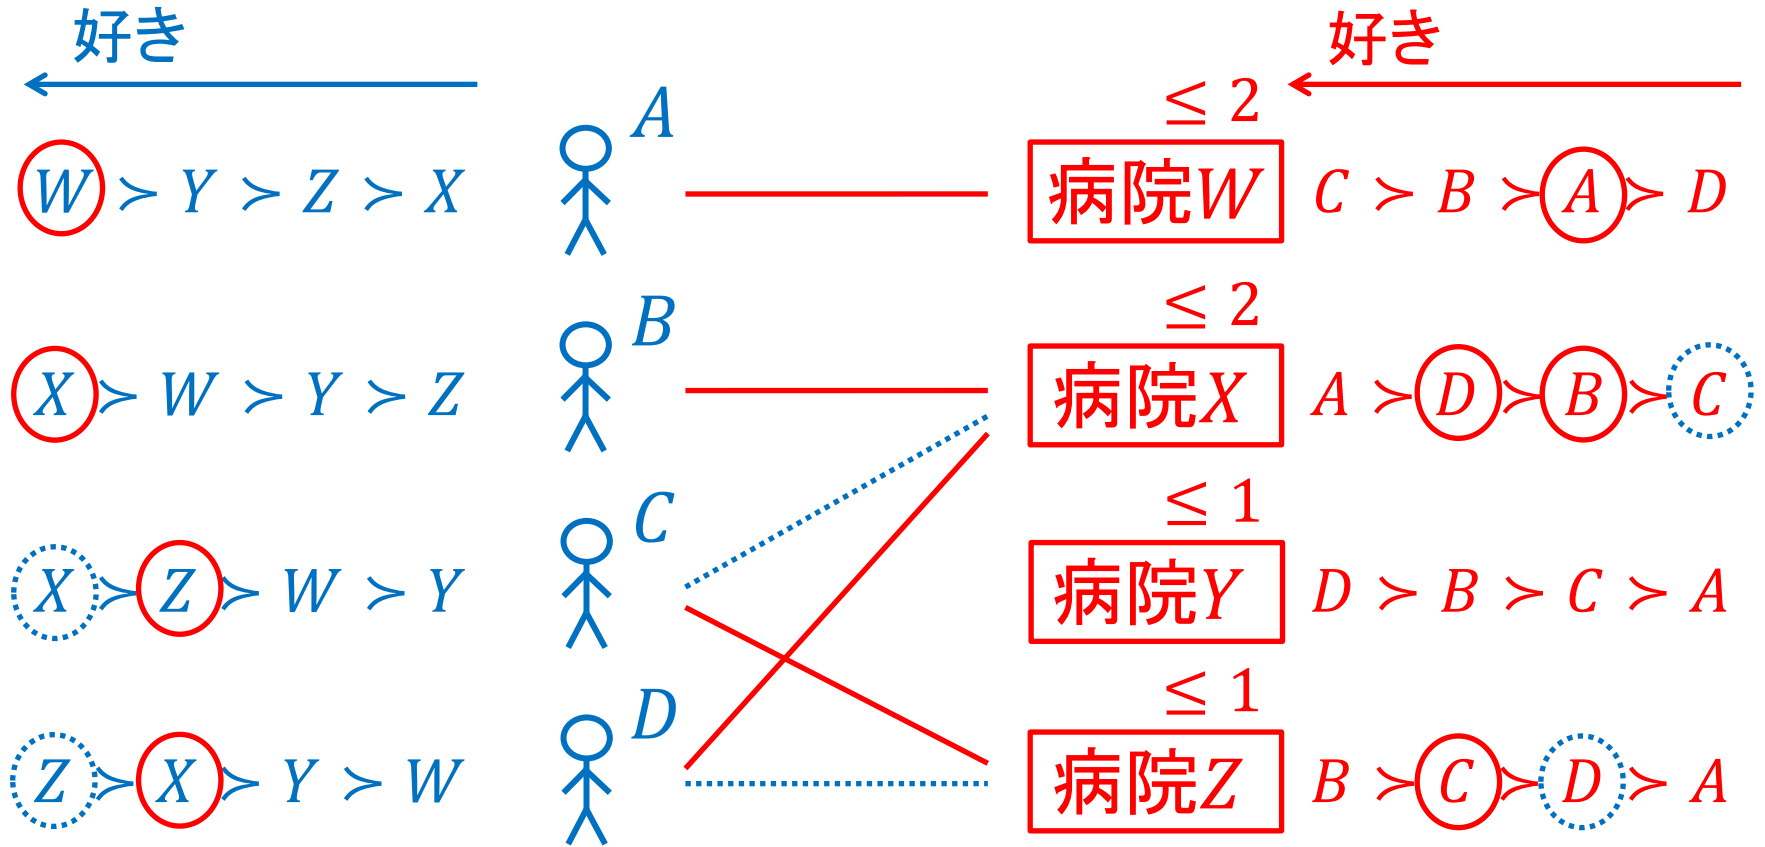 好き 好き
A ≤ 2
W ≻ Y ≻ Z ≻ X 病院W C ≻ B ≻ A ≻ D
B ≤ 2
X ≻ W ≻ Y ≻ Z 病院X A ≻ D ≻ B ≻ C
C ≤ 1
X ≻ Z ≻ W ≻ Y 病院Y D ≻ B ≻ C ≻ A
D ≤ 1
Z ≻ X ≻ Y ≻ W 病院Z B ≻ C ≻ D ≻ A